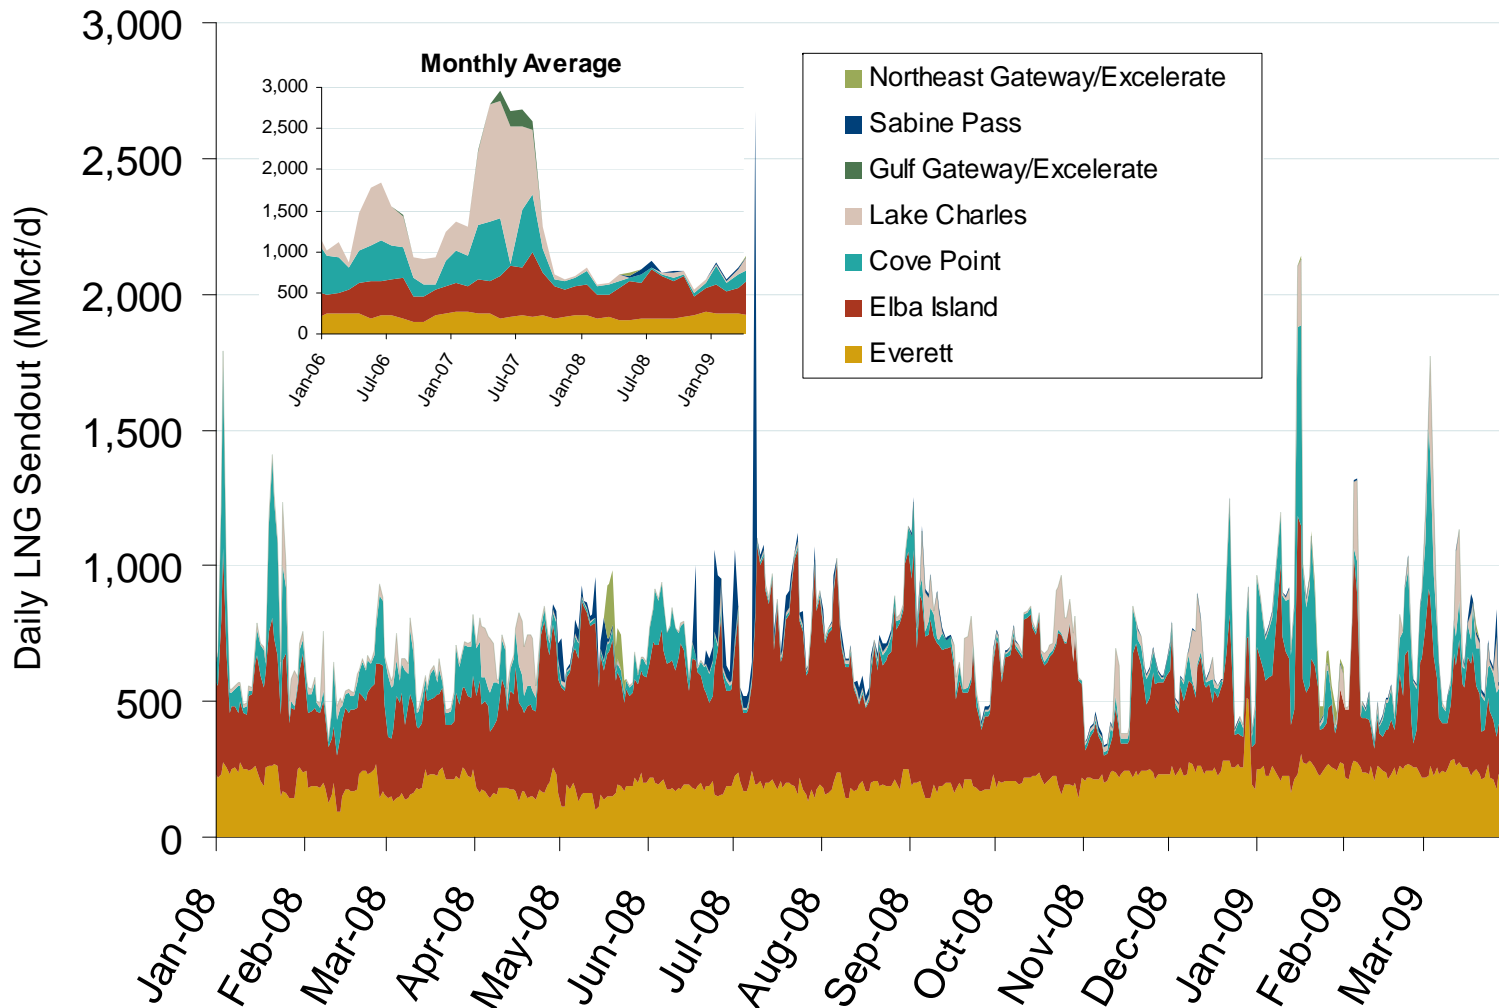 3,000
2,500
2,000
1,500
1,000
500
0
Daily LNG Sendout (MMcf/d)
Monthly Average
3,000
2,500
2,000
1,500
1,000
500
0
Jan-06
Jul-06
Jan-07
Jul-07
Jan-08
Jul-08
Jan-09
Northeast Gateway/Excelerate
Sabine Pass
Gulf Gateway/Excelerate
Lake Charles
Cove Point
Elba Island
Everett
Jan-08
Feb-08
Mar-08
Apr-08
May-08
Jun-08
Jul-08
Aug-08
Sep-08
Oct-08
Nov-08
Dec-08
Jan-09
Feb-09
Mar-09